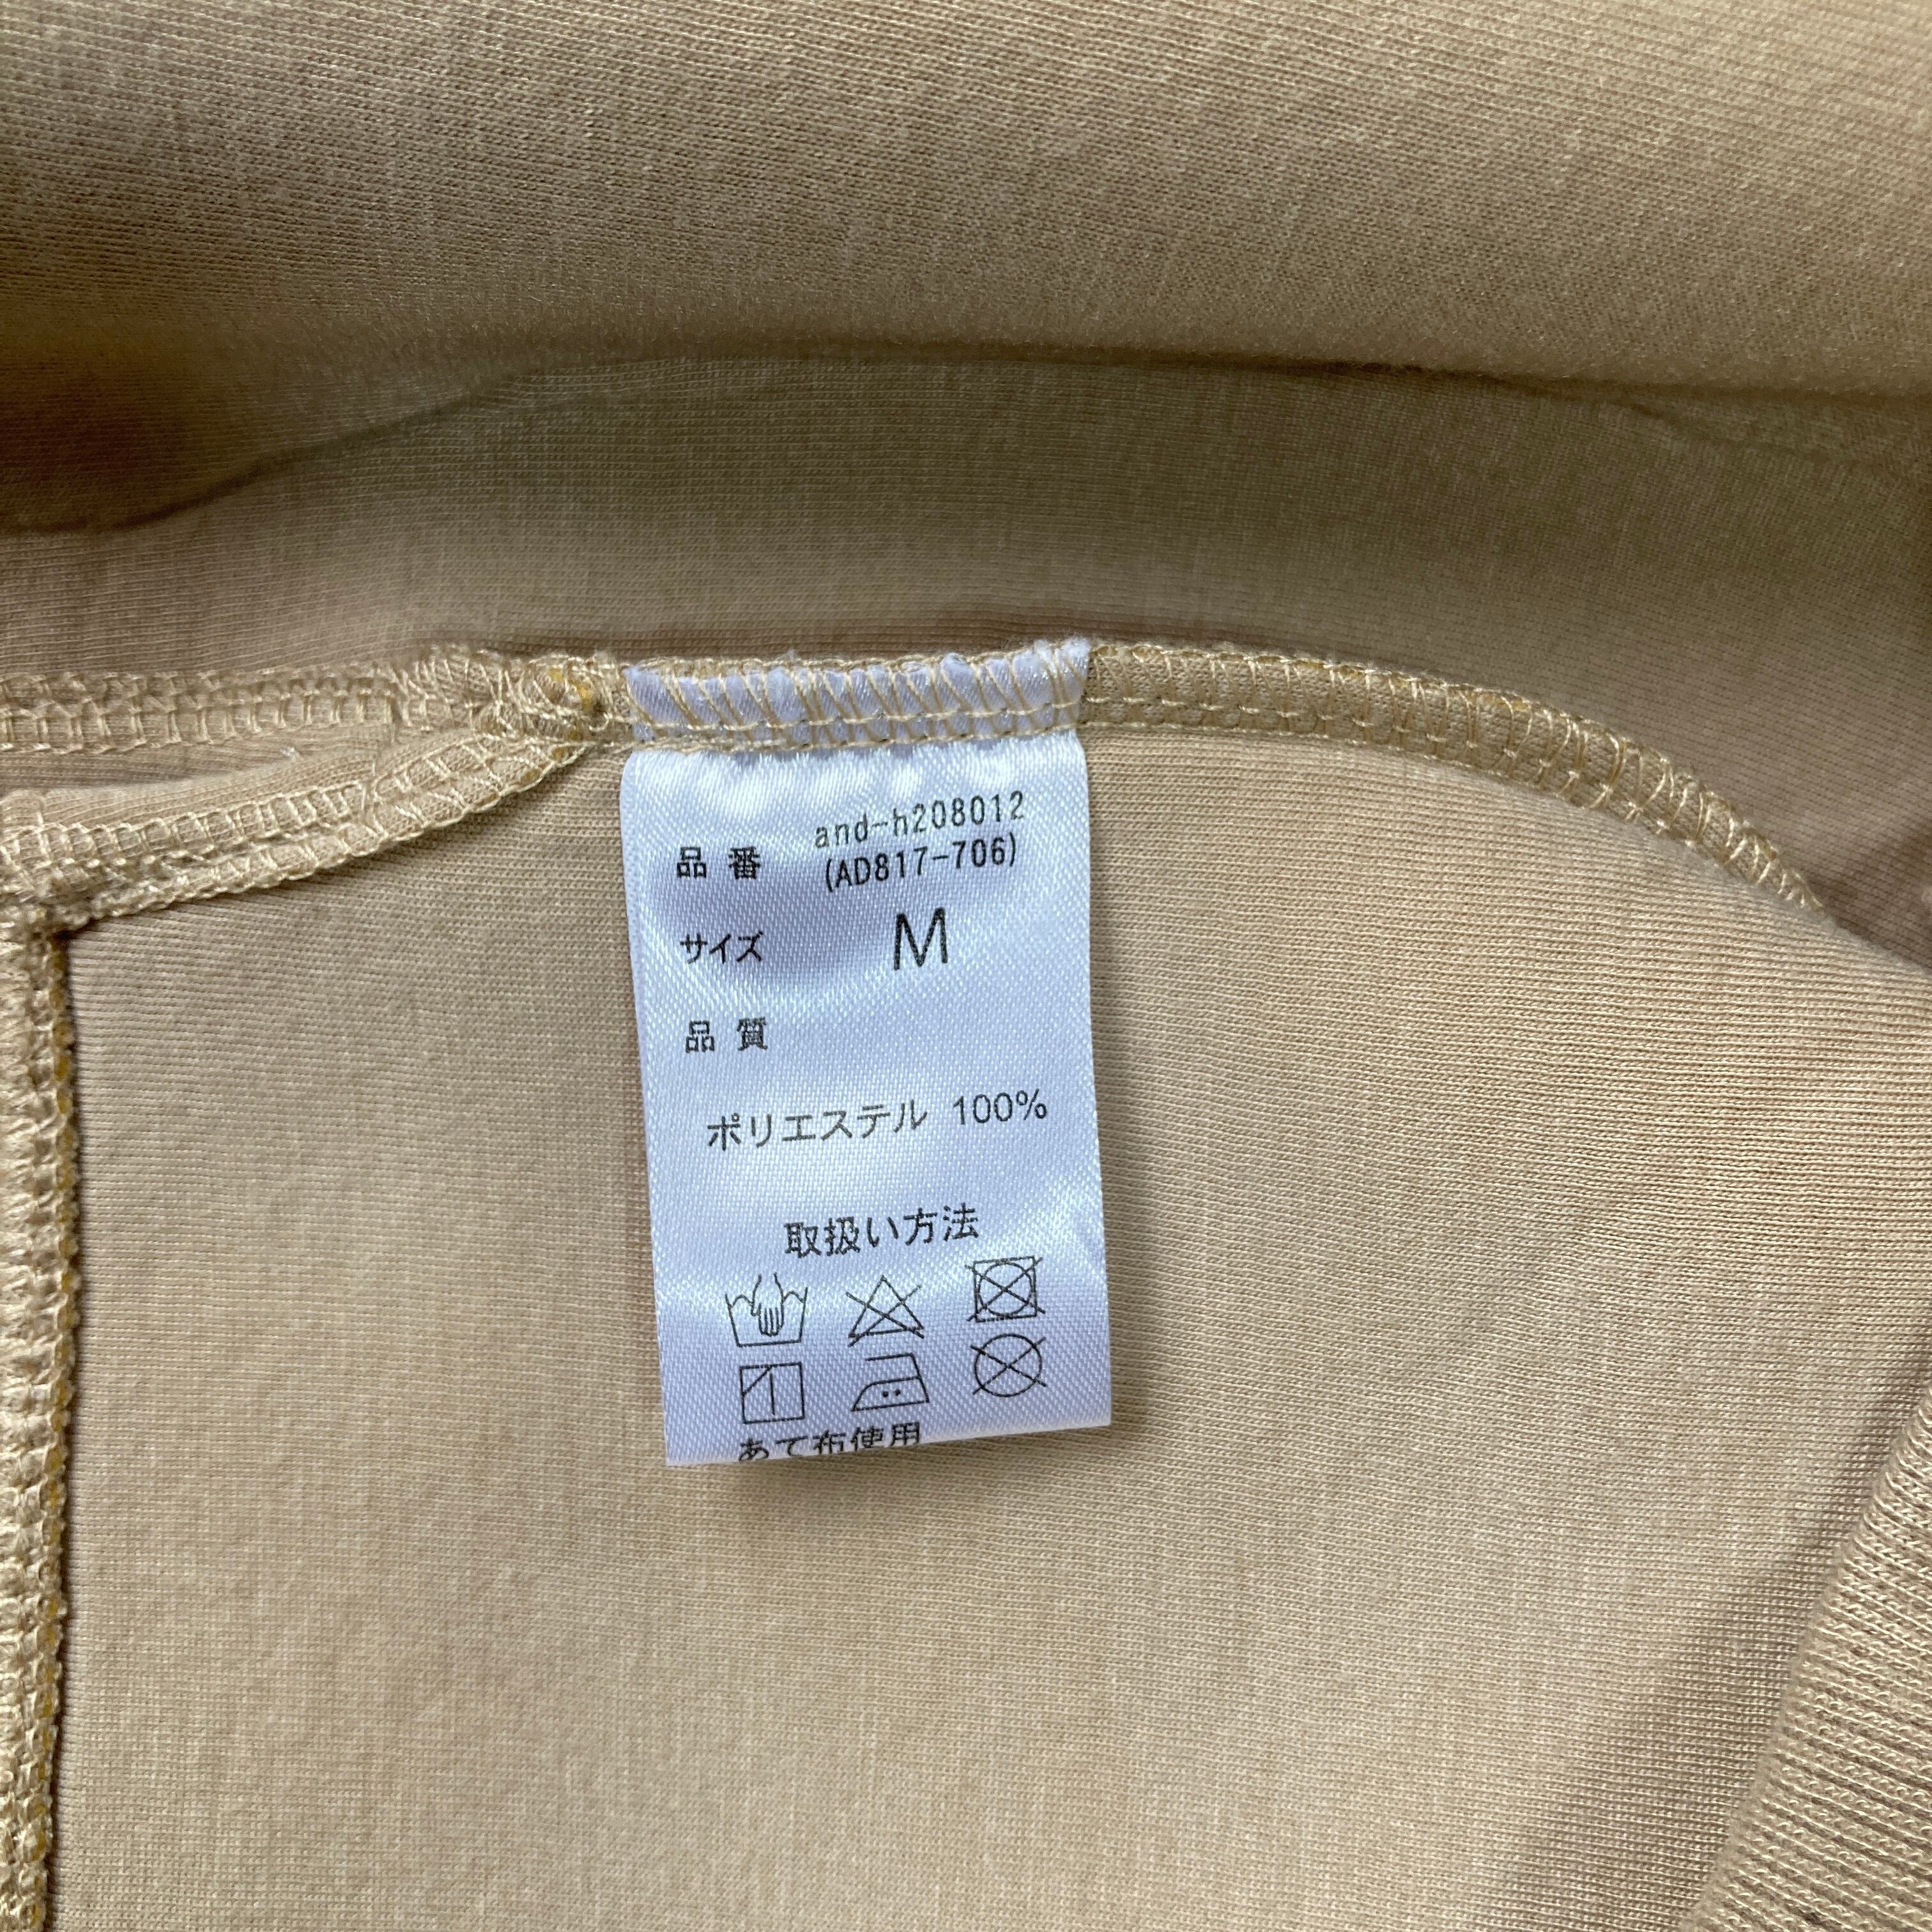 品番 and-h208012
(AD817-706)
サイズ M
品質
ポリエステル 100%
取扱い方法
あて布使用